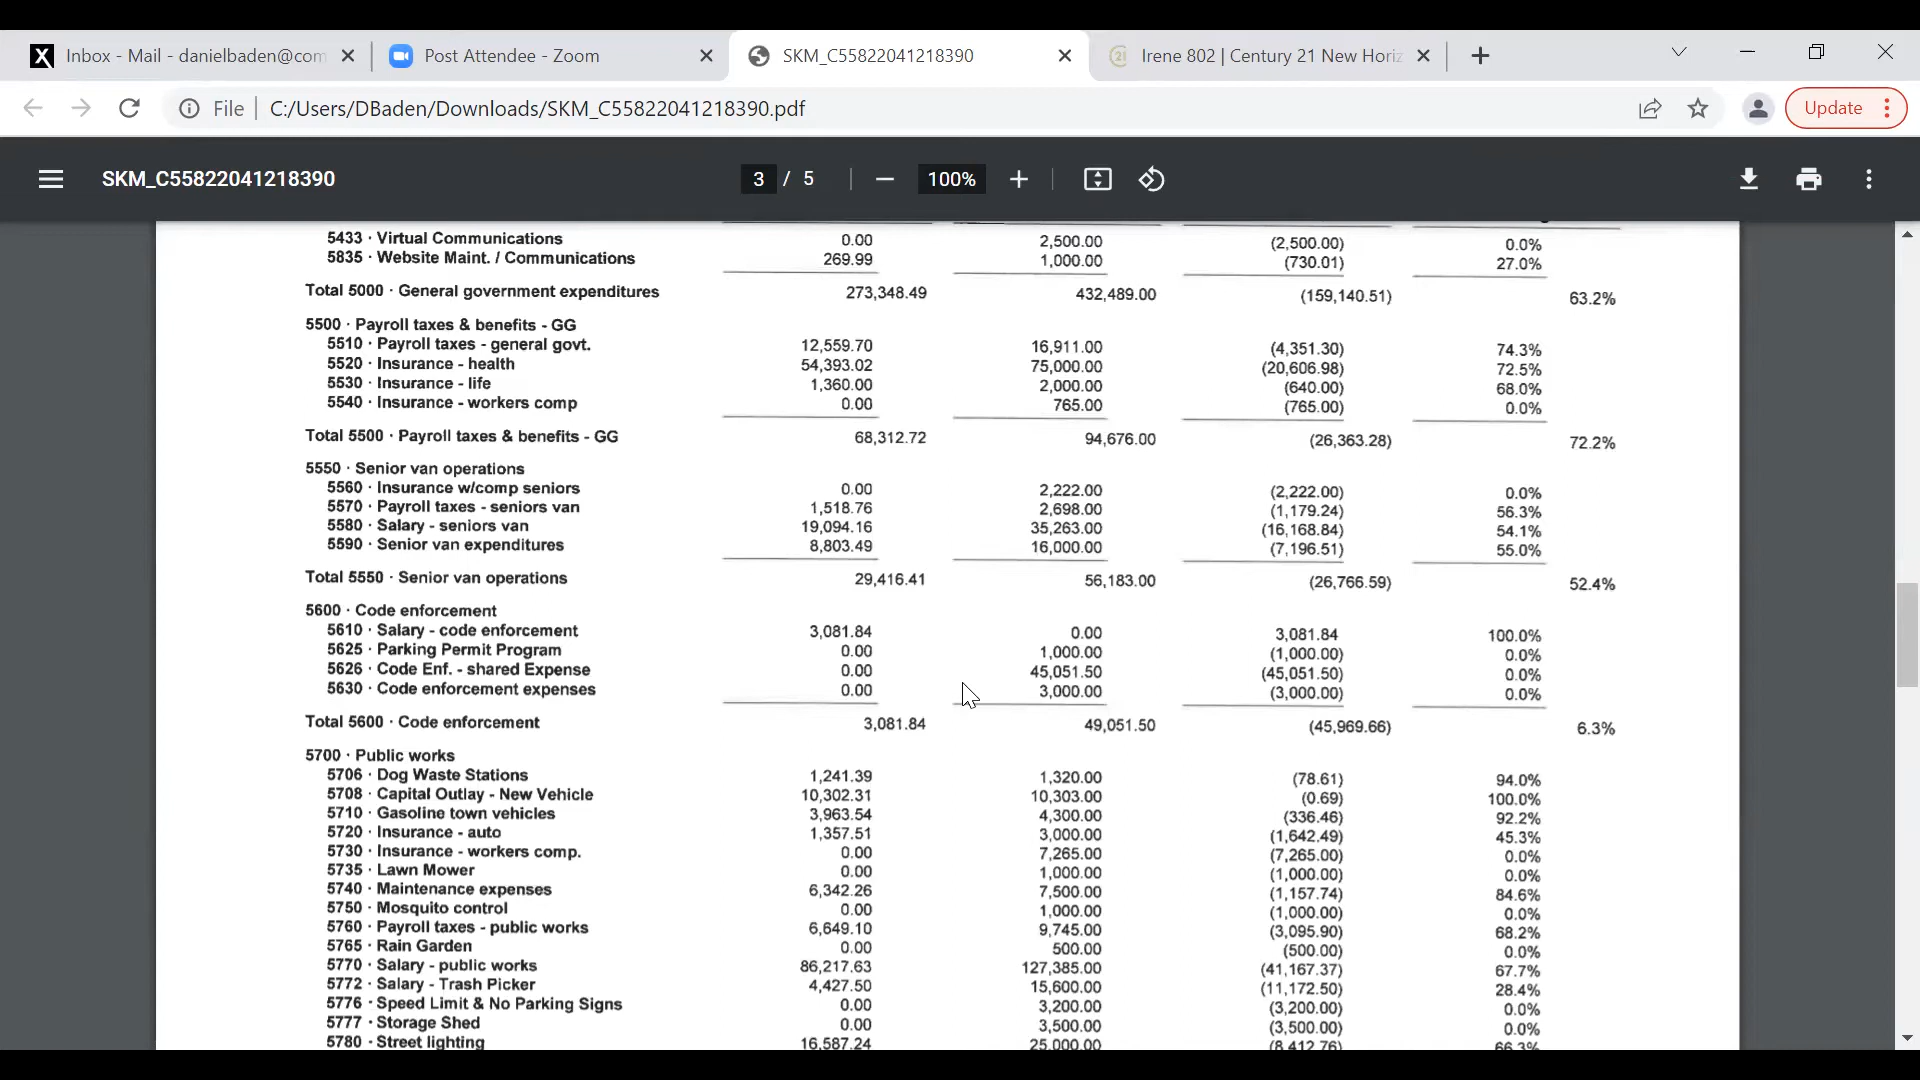 Inbox - Mail - danielbaden@com
Post Attendee - Zoom
SKM_C55822041218390
Irene 802 | Century 21 New Horiz
File C:/Users/DBaden/Downloads/SKM_C55822041218390.pdf
Update
SKM_C55822041218390 3 / 5 100%
5433 · Virtual Communications 0.00 2,500.00 (2,500.00) 0.0%
5835 · Website Maint. / Communications 269.99 1,000.00 (730.01) 27.0%
Total 5000 · General government expenditures 273,348.49 432,489.00 (159,140.51) 63.2%
5500 · Payroll taxes & benefits - GG
5510 · Payroll taxes - general govt. 12,559.70 16,911.00 (4,351.30) 74.3%
5520 · Insurance - health 54,393.02 75,000.00 (20,606.98) 72.5%
5530 · Insurance - life 1,360.00 2,000.00 (640.00) 68.0%
5540 · Insurance - workers comp 0.00 765.00 (765.00) 0.0%
Total 5500 · Payroll taxes & benefits - GG 68,312.72 94,676.00 (26,363.28) 72.2%
5550 · Senior van operations
5560 · Insurance w/comp seniors 0.00 2,222.00 (2,222.00) 0.0%
5570 · Payroll taxes - seniors van 1,518.76 2,698.00 (1,179.24) 56.3%
5580 · Salary - seniors van 19,094.16 35,263.00 (16,168.84) 54.1%
5590 · Senior van expenditures 8,803.49 16,000.00 (7,196.51) 55.0%
Total 5550 · Senior van operations 29,416.41 56,183.00 (26,766.59) 52.4%
5600 · Code enforcement
5610 · Salary - code enforcement 3,081.84 0.00 3,081.84 100.0%
5625 · Parking Permit Program 0.00 1,000.00 (1,000.00) 0.0%
5626 · Code Enf. - shared Expense 0.00 45,051.50 (45,051.50) 0.0%
5630 · Code enforcement expenses 0.00 3,000.00 (3,000.00) 0.0%
Total 5600 · Code enforcement 3,081.84 49,051.50 (45,969.66) 6.3%
5700 · Public works
5706 · Dog Waste Stations 1,241.39 1,320.00 (78.61) 94.0%
5708 · Capital Outlay - New Vehicle 10,302.31 10,303.00 (0.69) 100.0%
5710 · Gasoline town vehicles 3,963.54 4,300.00 (336.46) 92.2%
5720 · Insurance - auto 1,357.51 3,000.00 (1,642.49) 45.3%
5730 · Insurance - workers comp. 0.00 7,265.00 (7,265.00) 0.0%
5735 · Lawn Mower 0.00 1,000.00 (1,000.00) 0.0%
5740 · Maintenance expenses 6,342.26 7,500.00 (1,157.74) 84.6%
5750 · Mosquito control 0.00 1,000.00 (1,000.00) 0.0%
5760 · Payroll taxes - public works 6,649.10 9,745.00 (3,095.90) 68.2%
5765 · Rain Garden 0.00 500.00 (500.00) 0.0%
5770 · Salary - public works 86,217.63 127,385.00 (41,167.37) 67.7%
5772 · Salary - Trash Picker 4,427.50 15,600.00 (11,172.50) 28.4%
5776 · Speed Limit & No Parking Signs 0.00 3,200.00 (3,200.00) 0.0%
5777 · Storage Shed 0.00 3,500.00 (3,500.00) 0.0%
5780 · Street lighting 16,587.24 25,000.00 (8,412.76) 66.3%